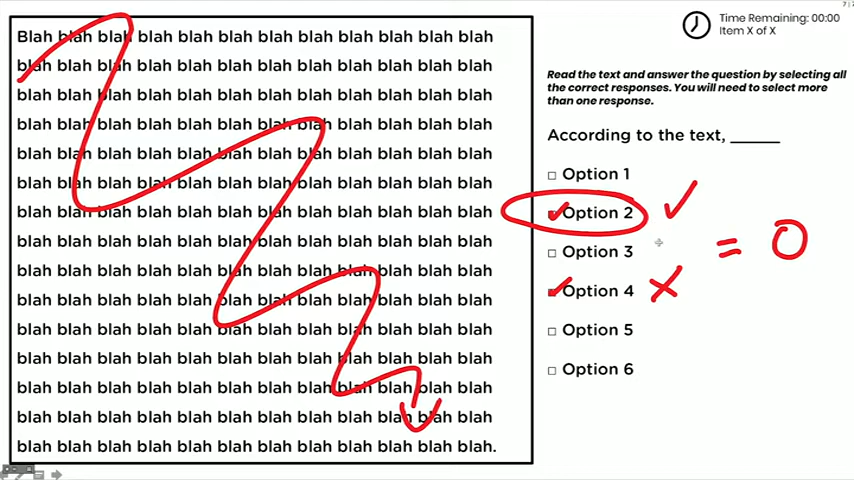 7 | 7
Time Remaining: 00:00
Item X of X
Blah blah blah blah blah blah blah blah blah blah blah blah
blah blah blah blah blah blah blah blah blah blah blah blah
blah blah blah blah blah blah blah blah blah blah blah blah
blah blah blah blah blah blah blah blah blah blah blah blah
blah blah blah blah blah blah blah blah blah blah blah blah
blah blah blah blah blah blah blah blah blah blah blah blah
blah blah blah blah blah blah blah blah blah blah blah blah
blah blah blah blah blah blah blah blah blah blah blah blah
blah blah blah blah blah blah blah blah blah blah blah blah
blah blah blah blah blah blah blah blah blah blah blah blah
blah blah blah blah blah blah blah blah blah blah blah blah
blah blah blah blah blah blah blah blah blah blah blah blah
blah blah blah blah blah blah blah blah blah blah blah blah
blah blah blah blah blah blah blah blah blah blah blah blah
blah blah blah blah blah blah blah blah blah blah blah blah.
Read the text and answer the question by selecting all
the correct responses. You will need to select more
than one response.
According to the text, ______
Option 1
Option 2 ✓
Option 3
= 0
Option 4 X
Option 5
Option 6